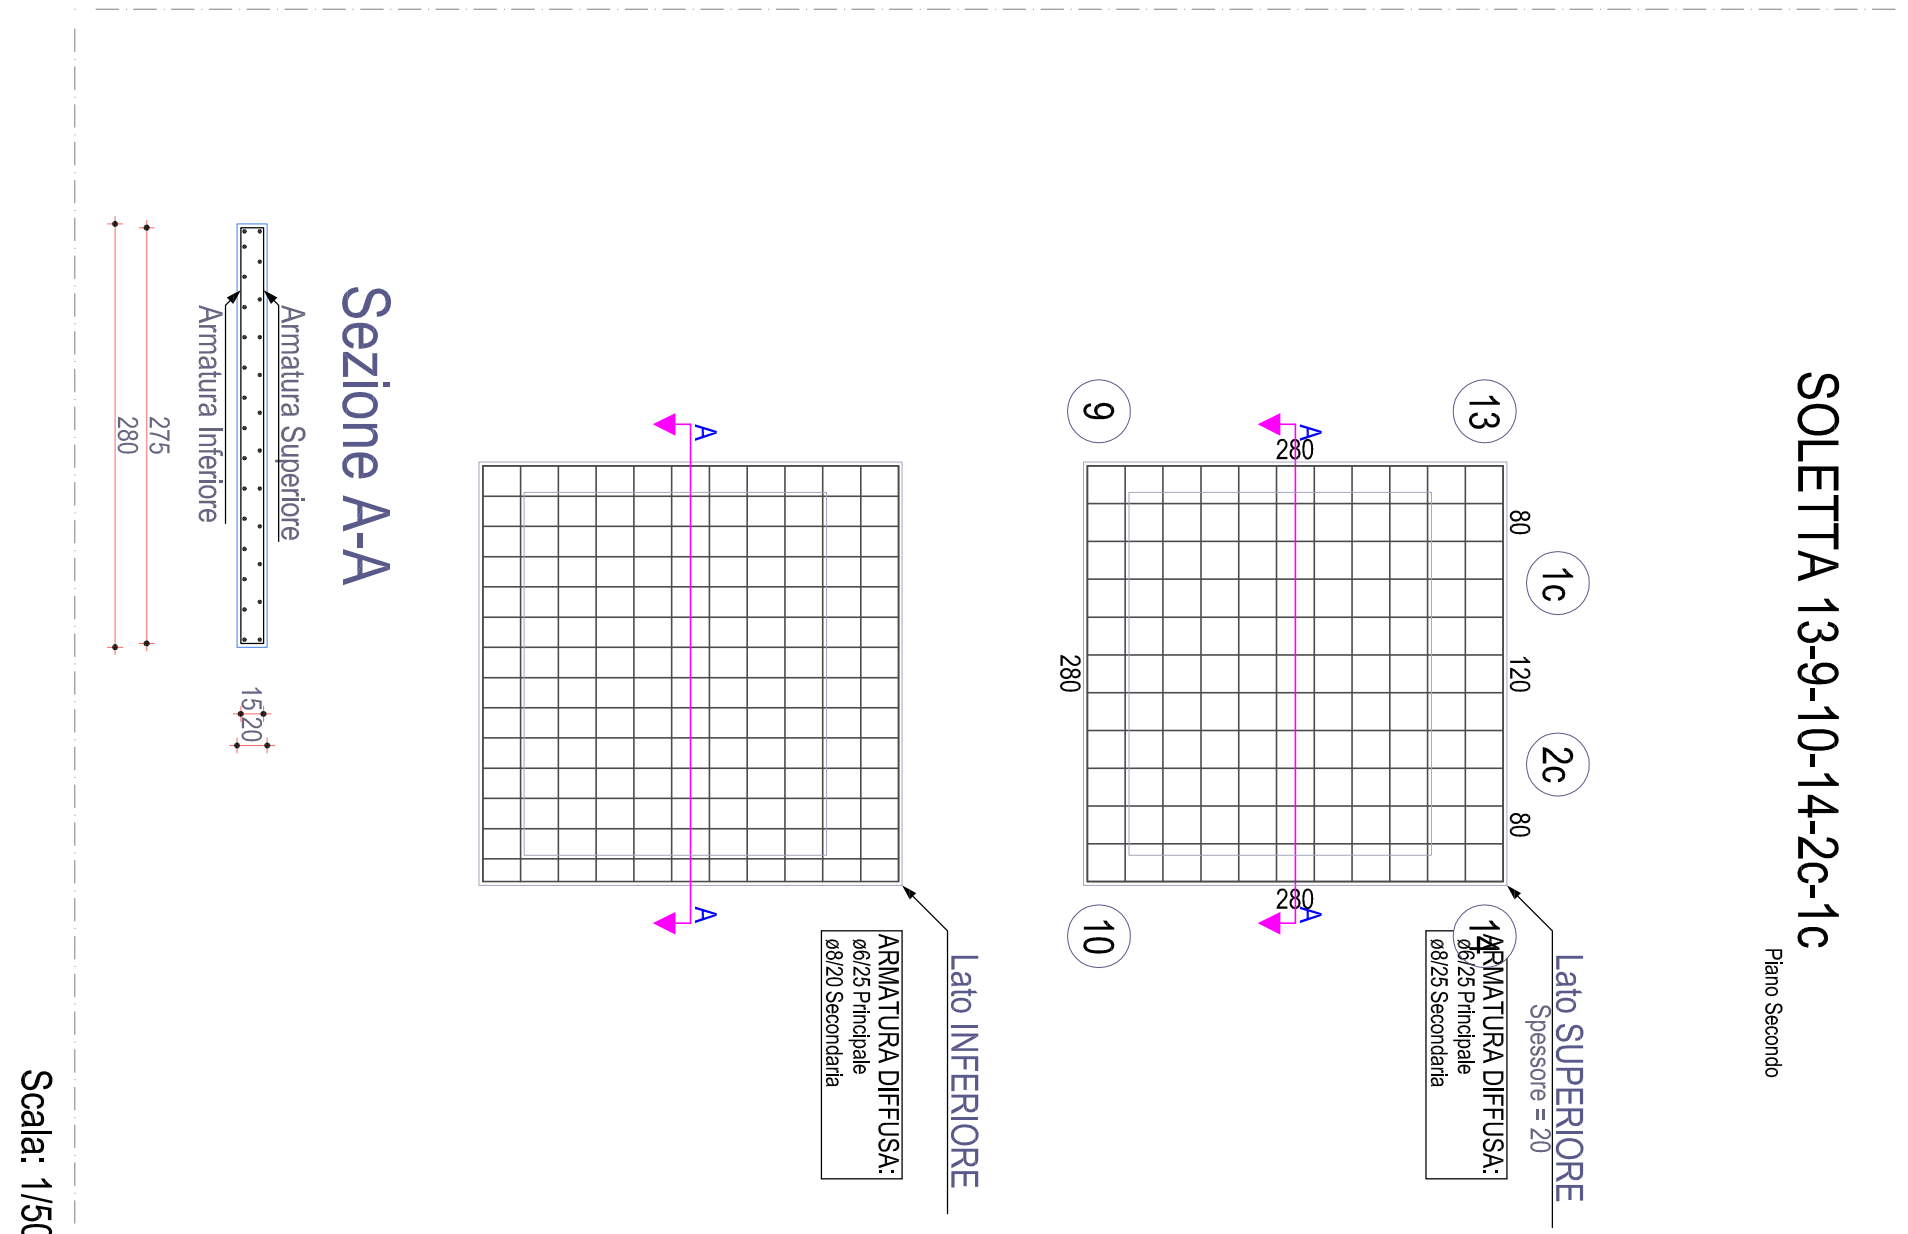 SOLETTA 13-9-10-14-2c-1c
Piano Secondo
13
1c
2c
14
9
10
80
120
80
280
280
280
A
A
Lato SUPERIORE
Spessore = 20
ARMATURA DIFFUSA:
ø6/25 Principale
ø8/25 Secondaria
A
A
Lato INFERIORE
ARMATURA DIFFUSA:
ø6/25 Principale
ø8/20 Secondaria
Sezione A-A
Armatura Superiore
Armatura Inferiore
275
280
15
20
Scala: 1/50